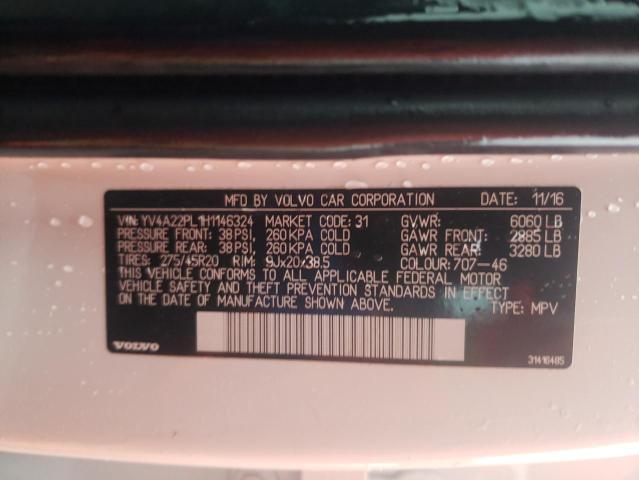 MFD BY VOLVO CAR CORPORATION DATE: 11/16
VIN: YV4A22PL1H1146324 MARKET CODE: 31 GVWR: 6060 LB
PRESSURE FRONT: 38 PSI, 260 KPA COLD GAWR FRONT: 2885 LB
PRESSURE REAR: 38 PSI, 260 KPA COLD GAWR REAR: 3280 LB
TIRES: 275/45R20 RIM: 9Jx20x38.5 COLOUR: 707-46
THIS VEHICLE CONFORMS TO ALL APPLICABLE FEDERAL MOTOR
VEHICLE SAFETY AND THEFT PREVENTION STANDARDS IN EFFECT
ON THE DATE OF MANUFACTURE SHOWN ABOVE. TYPE: MPV
VOLVO 31416485